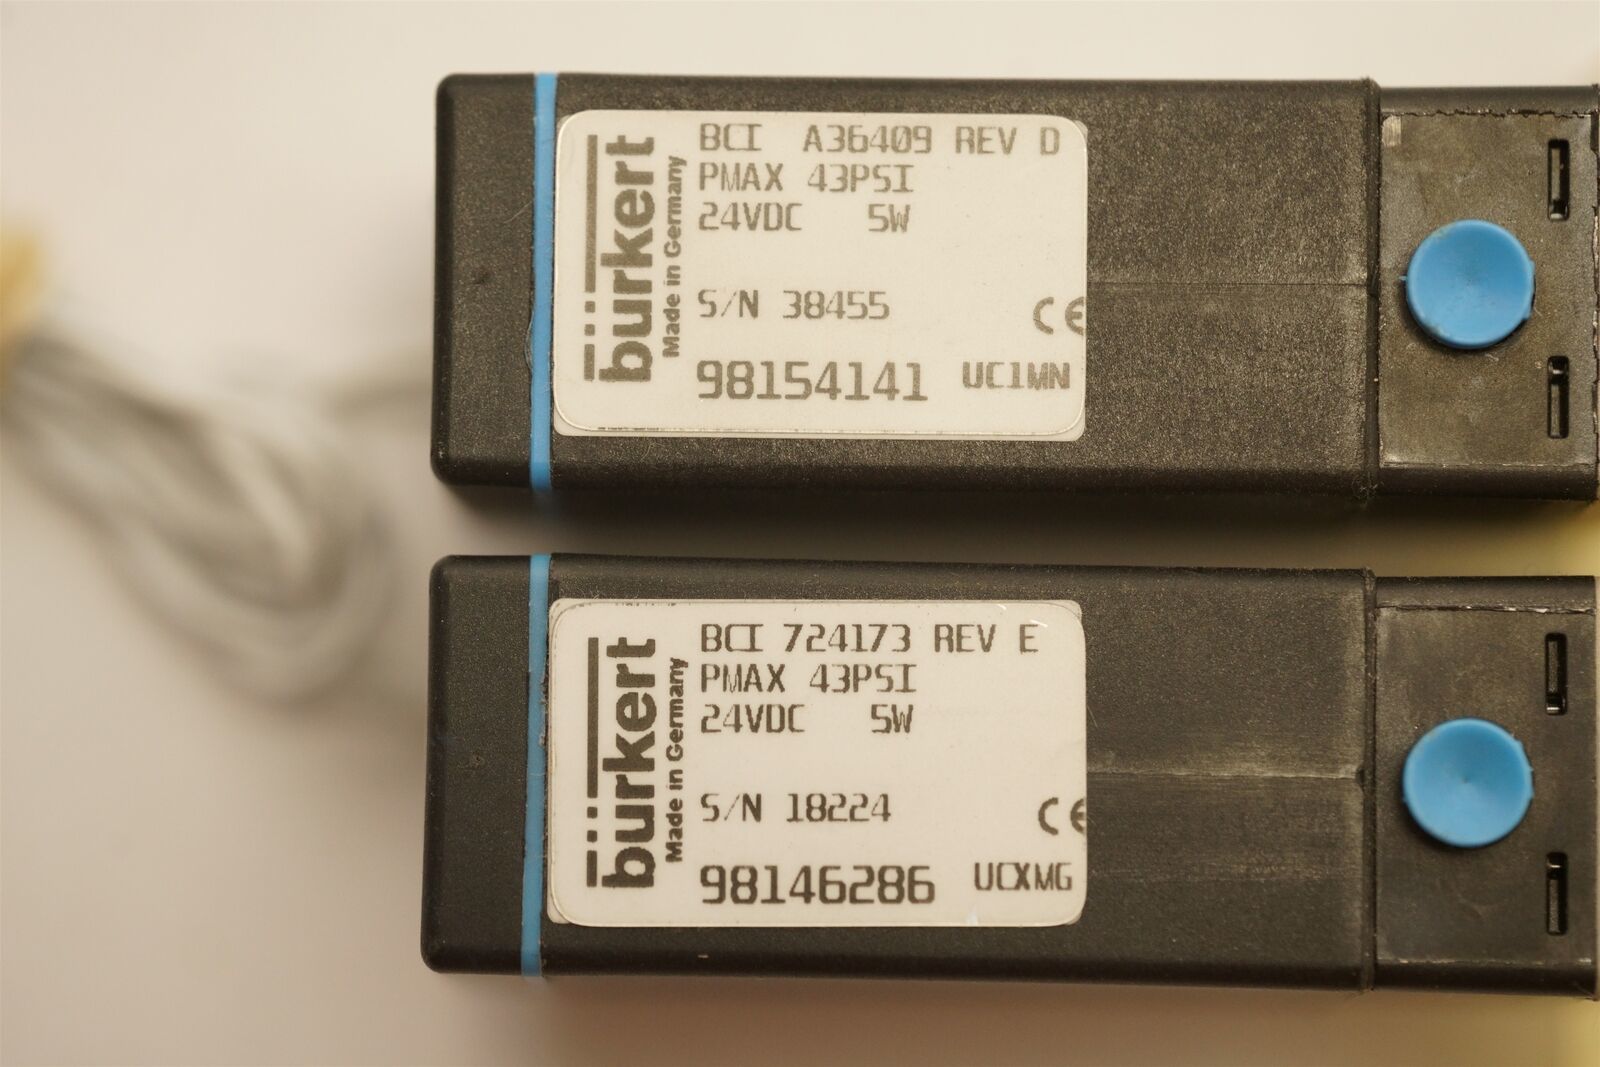 bürkert
Made in Germany
BCI A36409 REV D
PMAX 43PSI
24VDC 5W
S/N 38455
CE
98154141 UC1MN
bürkert
Made in Germany
BCI 724173 REV E
PMAX 43PSI
24VDC 5W
S/N 18224
CE
98146286 UCXMG